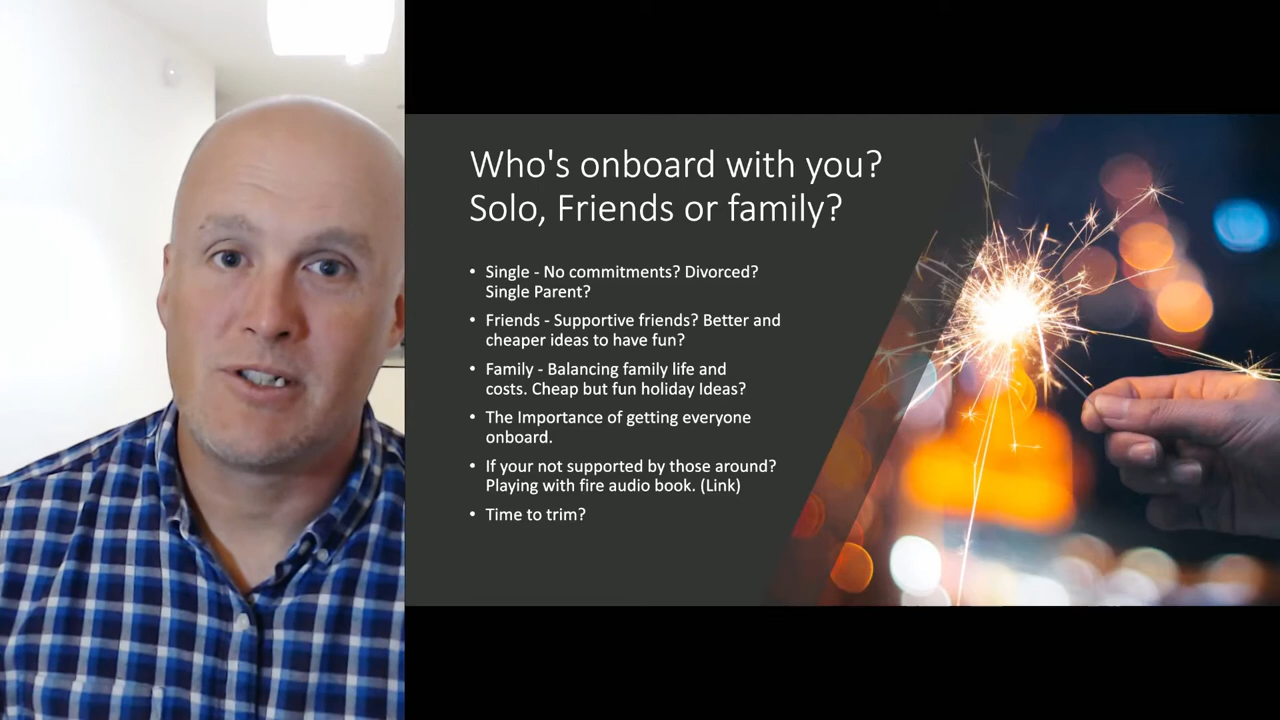 Who's onboard with you?
Solo, Friends or family?
• Single - No commitments? Divorced?
Single Parent?
• Friends - Supportive friends? Better and
cheaper ideas to have fun?
• Family - Balancing family life and
costs. Cheap but fun holiday Ideas?
• The Importance of getting everyone
onboard.
• If your not supported by those around?
Playing with fire audio book. (Link)
• Time to trim?